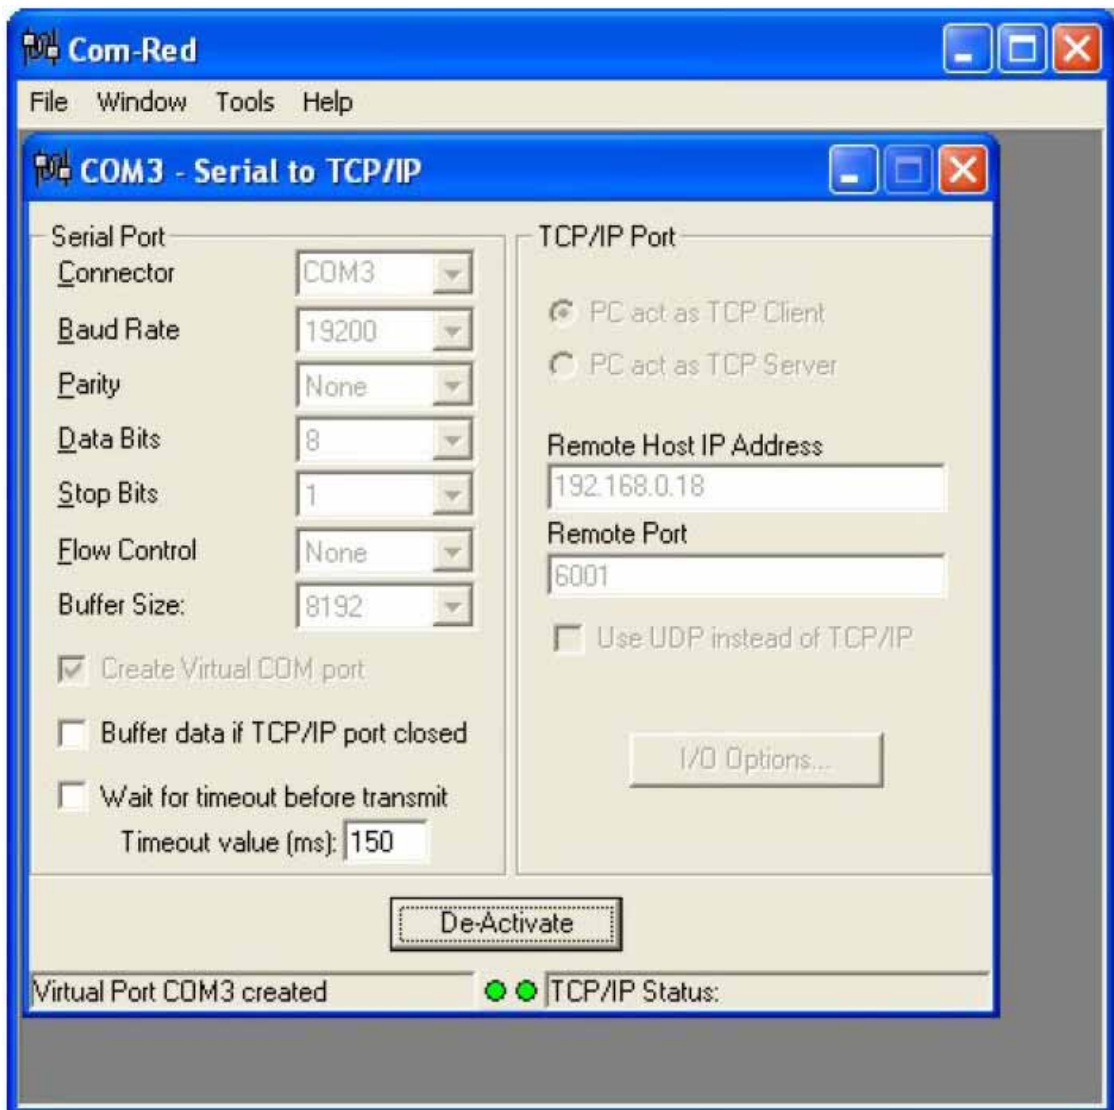 Com-Red
File Window Tools Help
COM3 - Serial to TCP/IP
Serial Port
Connector COM3
Baud Rate 19200
Parity None
Data Bits 8
Stop Bits 1
Flow Control None
Buffer Size: 8192
Create Virtual COM port
Buffer data if TCP/IP port closed
Wait for timeout before transmit
Timeout value (ms): 150
TCP/IP Port
PC act as TCP Client
PC act as TCP Server
Remote Host IP Address
192.168.0.18
Remote Port
6001
Use UDP instead of TCP/IP
I/O Options...
De-Activate
Virtual Port COM3 created
TCP/IP Status: